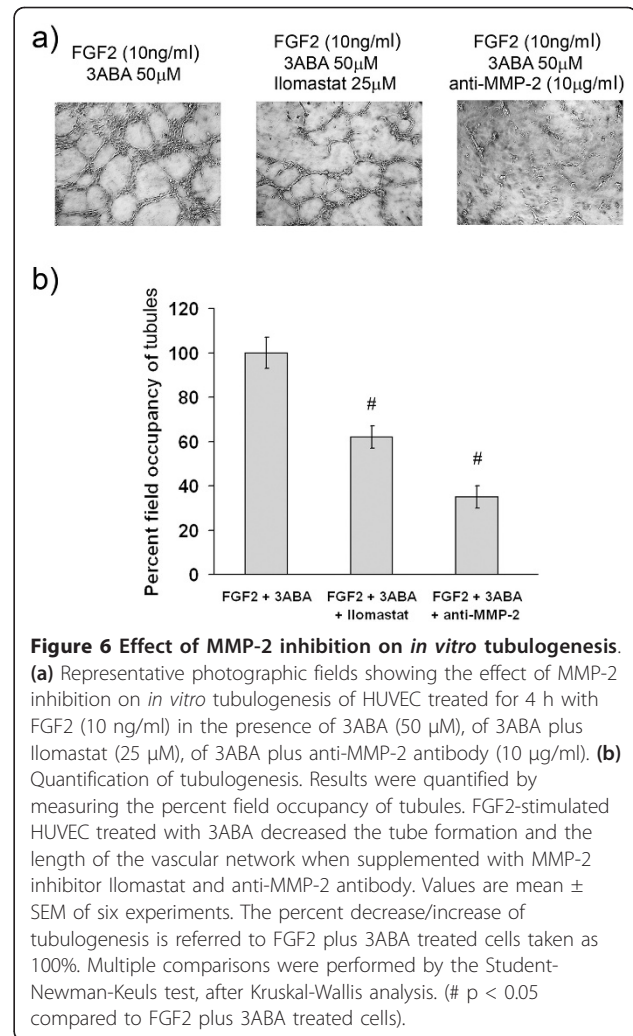 a)
FGF2 (10ng/ml)
3ABA 50µM
FGF2 (10ng/ml)
3ABA 50µM
Ilomastat 25µM
FGF2 (10ng/ml)
3ABA 50µM
anti-MMP-2 (10µg/ml)
b)
Percent field occupancy of tubules
120
100
80
60
40
20
0
#
#
FGF2 + 3ABA
FGF2 + 3ABA
+ Ilomastat
FGF2 + 3ABA
+ anti-MMP-2
Figure 6 Effect of MMP-2 inhibition on in vitro tubulogenesis.
(a) Representative photographic fields showing the effect of MMP-2
inhibition on in vitro tubulogenesis of HUVEC treated for 4 h with
FGF2 (10 ng/ml) in the presence of 3ABA (50 µM), of 3ABA plus
Ilomastat (25 µM), of 3ABA plus anti-MMP-2 antibody (10 µg/ml). (b)
Quantification of tubulogenesis. Results were quantified by
measuring the percent field occupancy of tubules. FGF2-stimulated
HUVEC treated with 3ABA decreased the tube formation and the
length of the vascular network when supplemented with MMP-2
inhibitor Ilomastat and anti-MMP-2 antibody. Values are mean ±
SEM of six experiments. The percent decrease/increase of
tubulogenesis is referred to FGF2 plus 3ABA treated cells taken as
100%. Multiple comparisons were performed by the Student-
Newman-Keuls test, after Kruskal-Wallis analysis. (# p < 0.05
compared to FGF2 plus 3ABA treated cells).